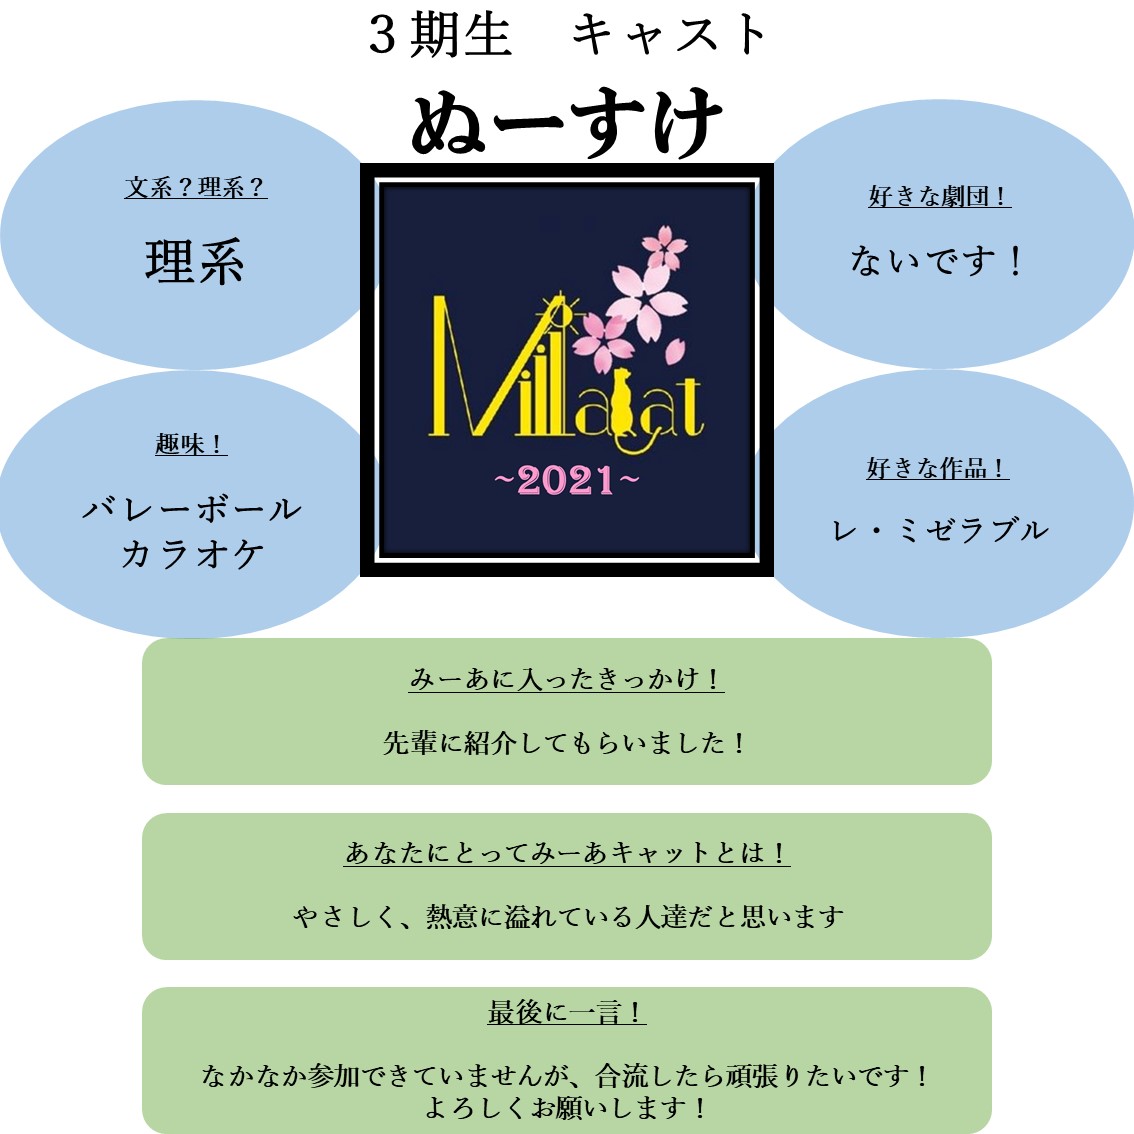 ３期生　キャスト
ぬーすけ
文系？理系？
理系
好きな劇団！
ないです！
趣味！
バレーボール
カラオケ
好きな作品！
レ・ミゼラブル
Millacat
~2021~
みーあに入ったきっかけ！
先輩に紹介してもらいました！
あなたにとってみーあキャットとは！
やさしく、熱意に溢れている人達だと思います
最後に一言！
なかなか参加できていませんが、合流したら頑張りたいです！
よろしくお願いします！